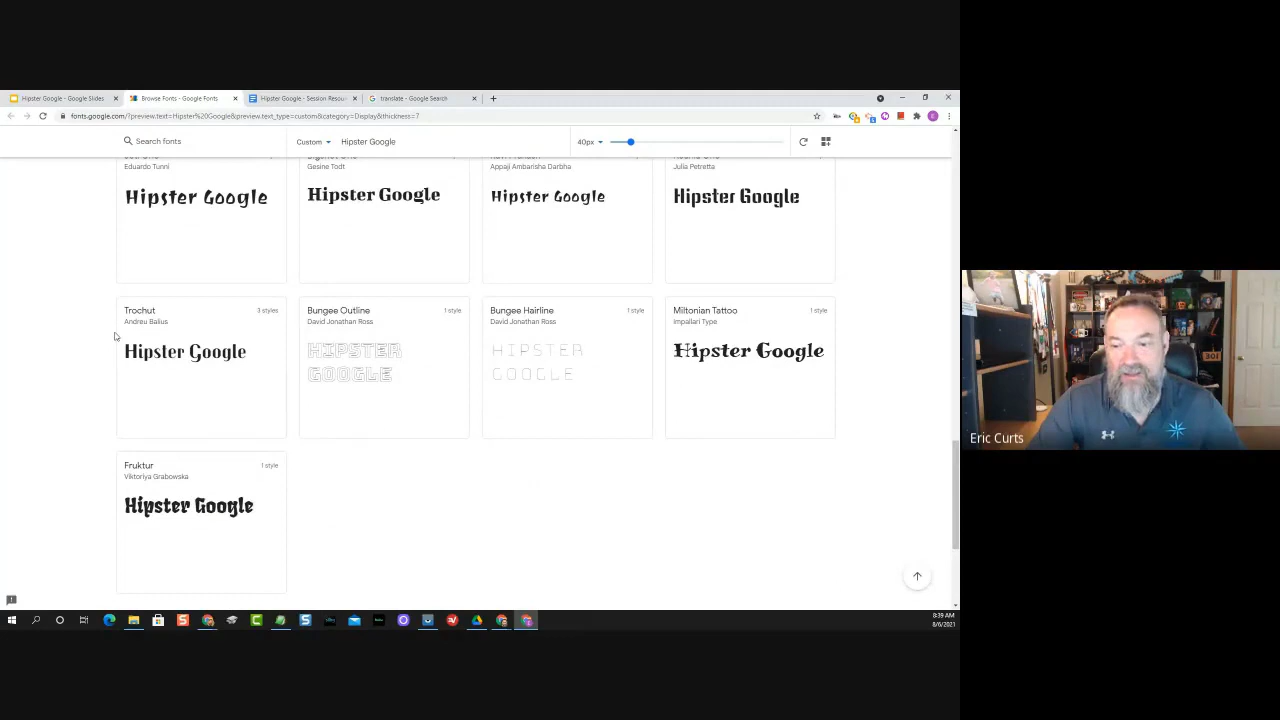 Hipster Google - Google Slides
Browse Fonts - Google Fonts
Hipster Google - Session Resou
translate - Google Search
fonts.google.com/?preview.text=Hipster%20Google&preview.text_type=custom&category=Display&thickness=7
Search fonts
Custom
Hipster Google
40px
Eduardo Tunni
Gesine Todt
Appaji Ambarisha Darbha
Julia Petretta
Hipster Google
Hipster Google
Hipster Google
Hipster Google
Trochut
3 styles
Andreu Balius
Hipster Google
Bungee Outline
1 style
David Jonathan Ross
HIPSTER
GOOGLE
Bungee Hairline
1 style
David Jonathan Ross
HIPSTER
GOOGLE
Miltonian Tattoo
1 style
Impallari Type
Hipster Google
Fruktur
1 style
Viktoriya Grabowska
Hipster Google
Eric Curts
301
8:39 AM
8/6/2021